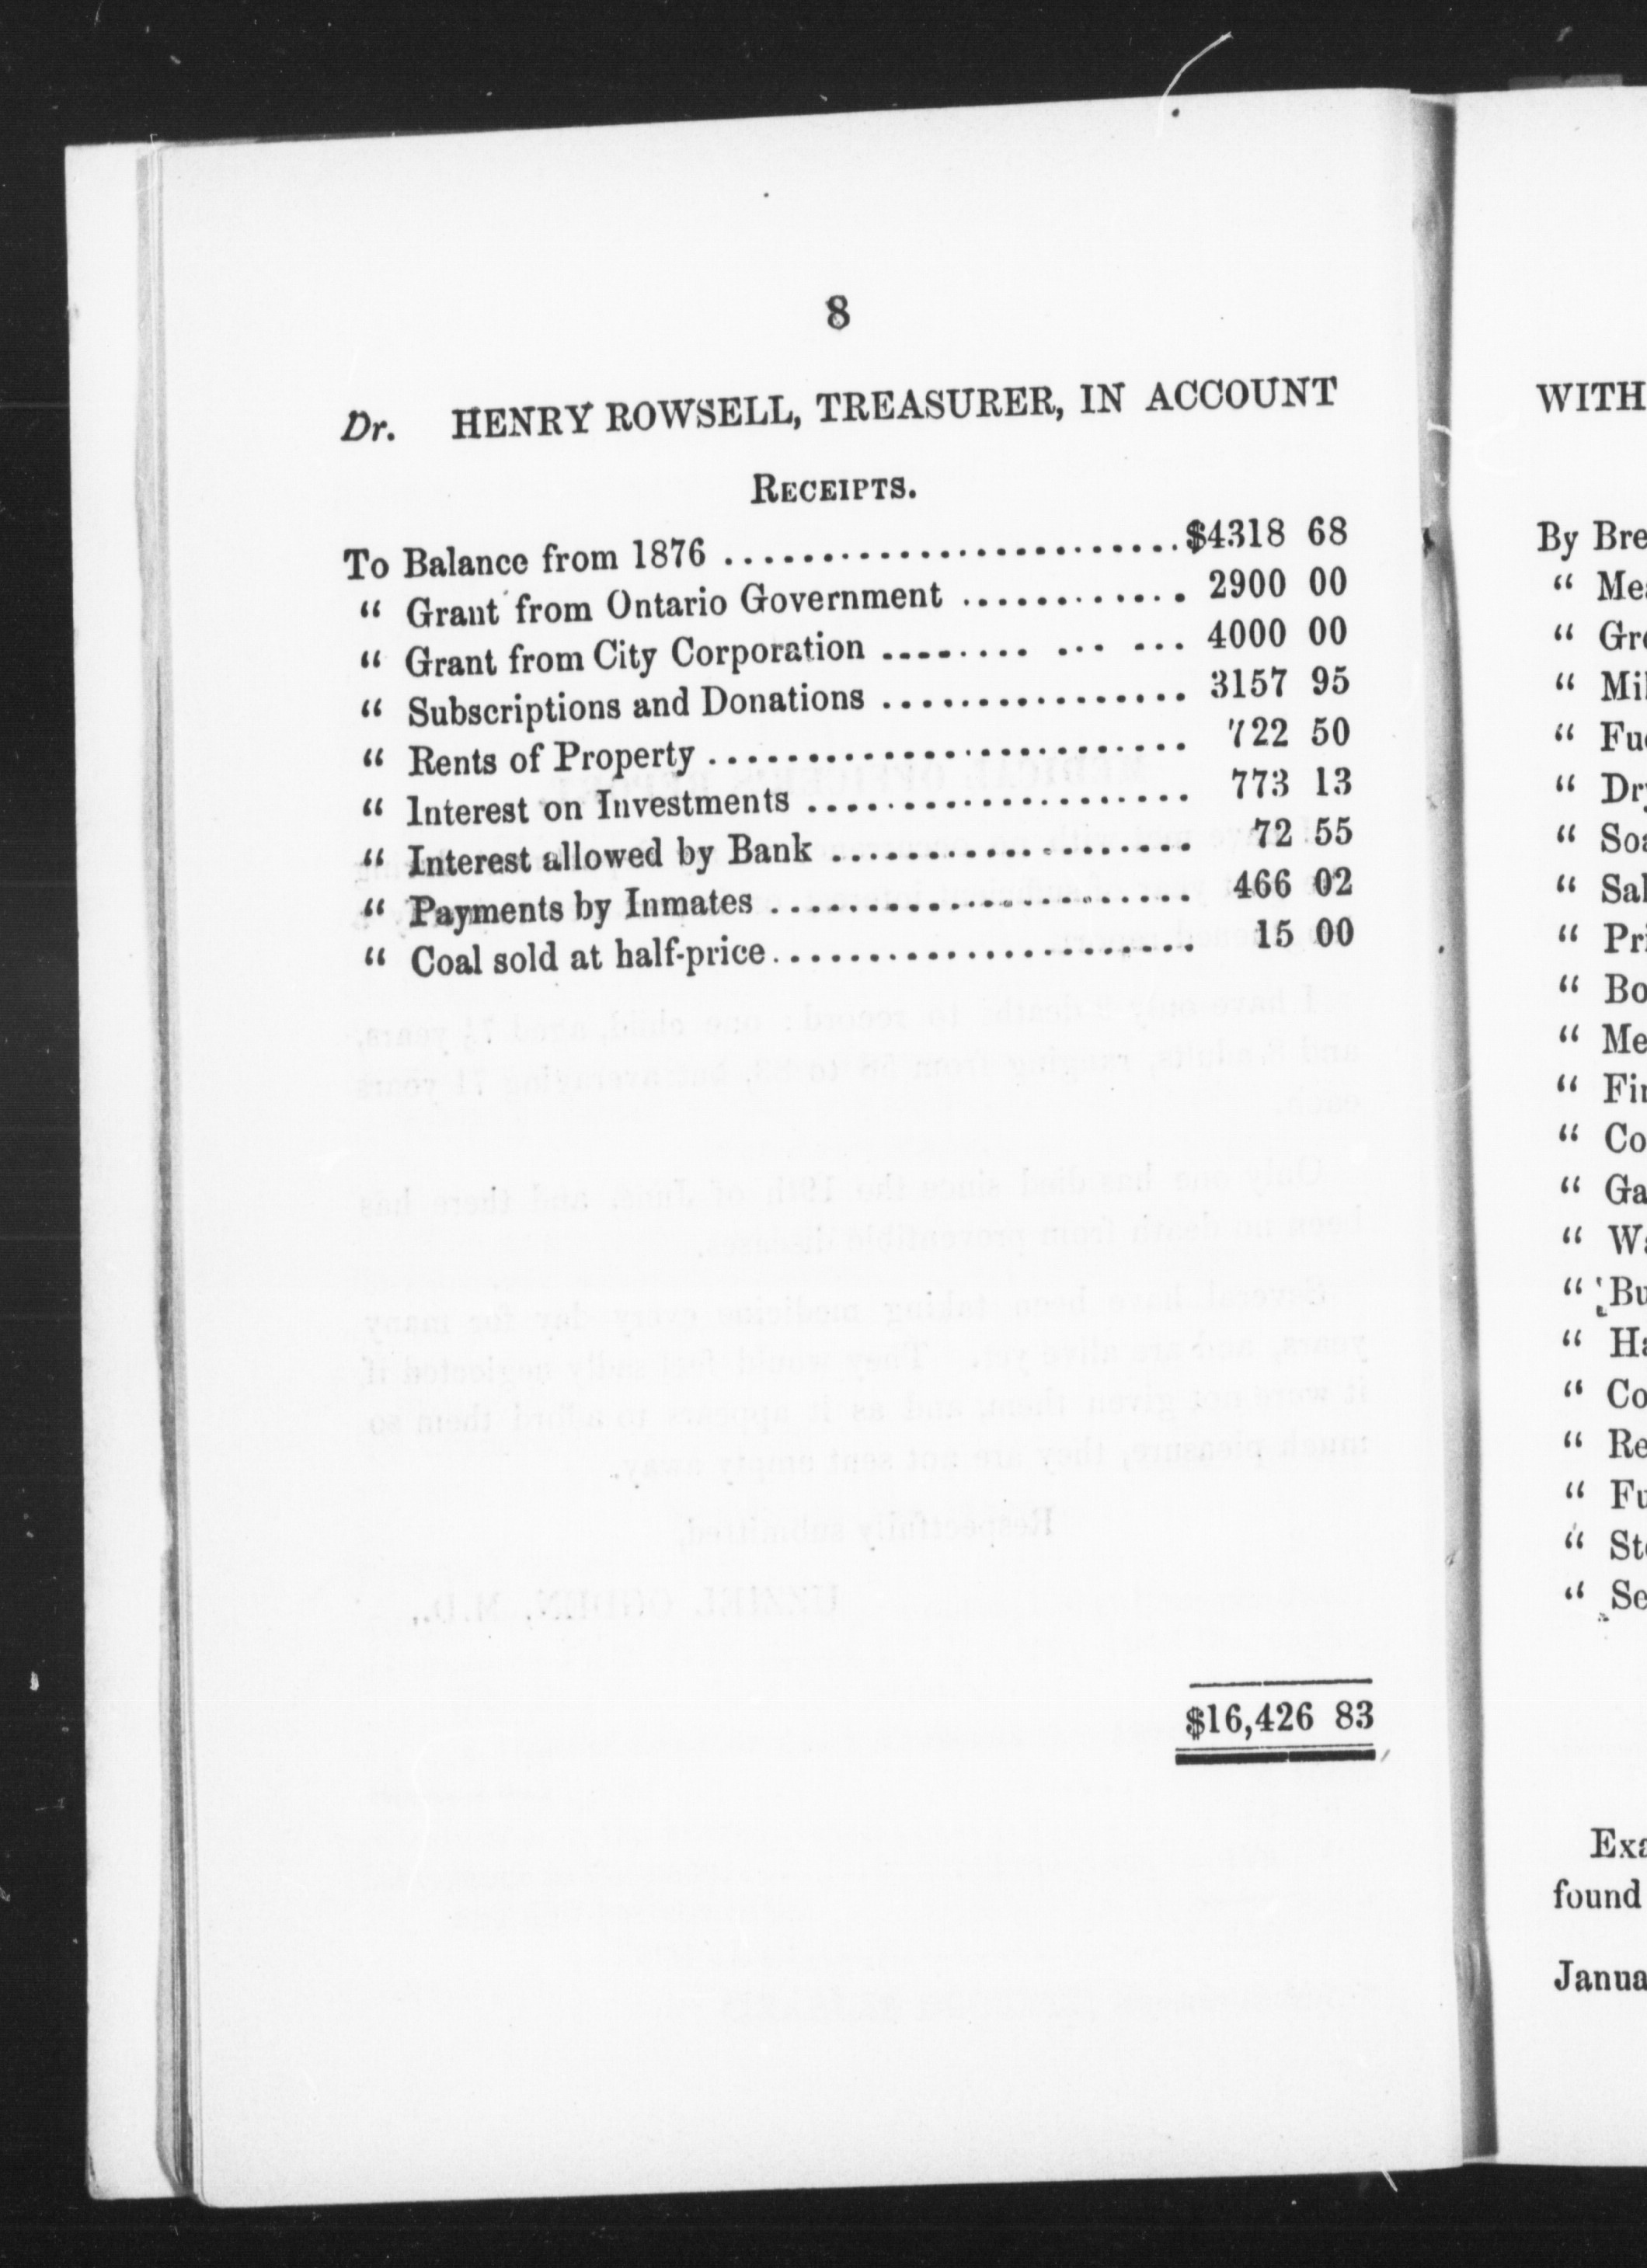 8
Dr. HENRY ROWSELL, TREASURER, IN ACCOUNT
RECEIPTS.
To Balance from 1876 ........................ $4318 68
“ Grant from Ontario Government ............ 2900 00
“ Grant from City Corporation ........ ... ... 4000 00
“ Subscriptions and Donations ................ 3157 95
“ Rents of Property ......................... 722 50
“ Interest on Investments .................... 773 13
“ Interest allowed by Bank ................... 72 55
“ Payments by Inmates ...................... 466 02
“ Coal sold at half-price ...................... 15 00
$16,426 83
WITH
By Bre
“ Mea
“ Gro
“ Mil
“ Fue
“ Dry
“ Soa
“ Sal
“ Pri
“ Bo
“ Me
“ Fir
“ Co
“ Ga
“ Wa
“ Bu
“ Ha
“ Co
“ Re
“ Fu
“ Sto
“ Se
Exa
found
Janua